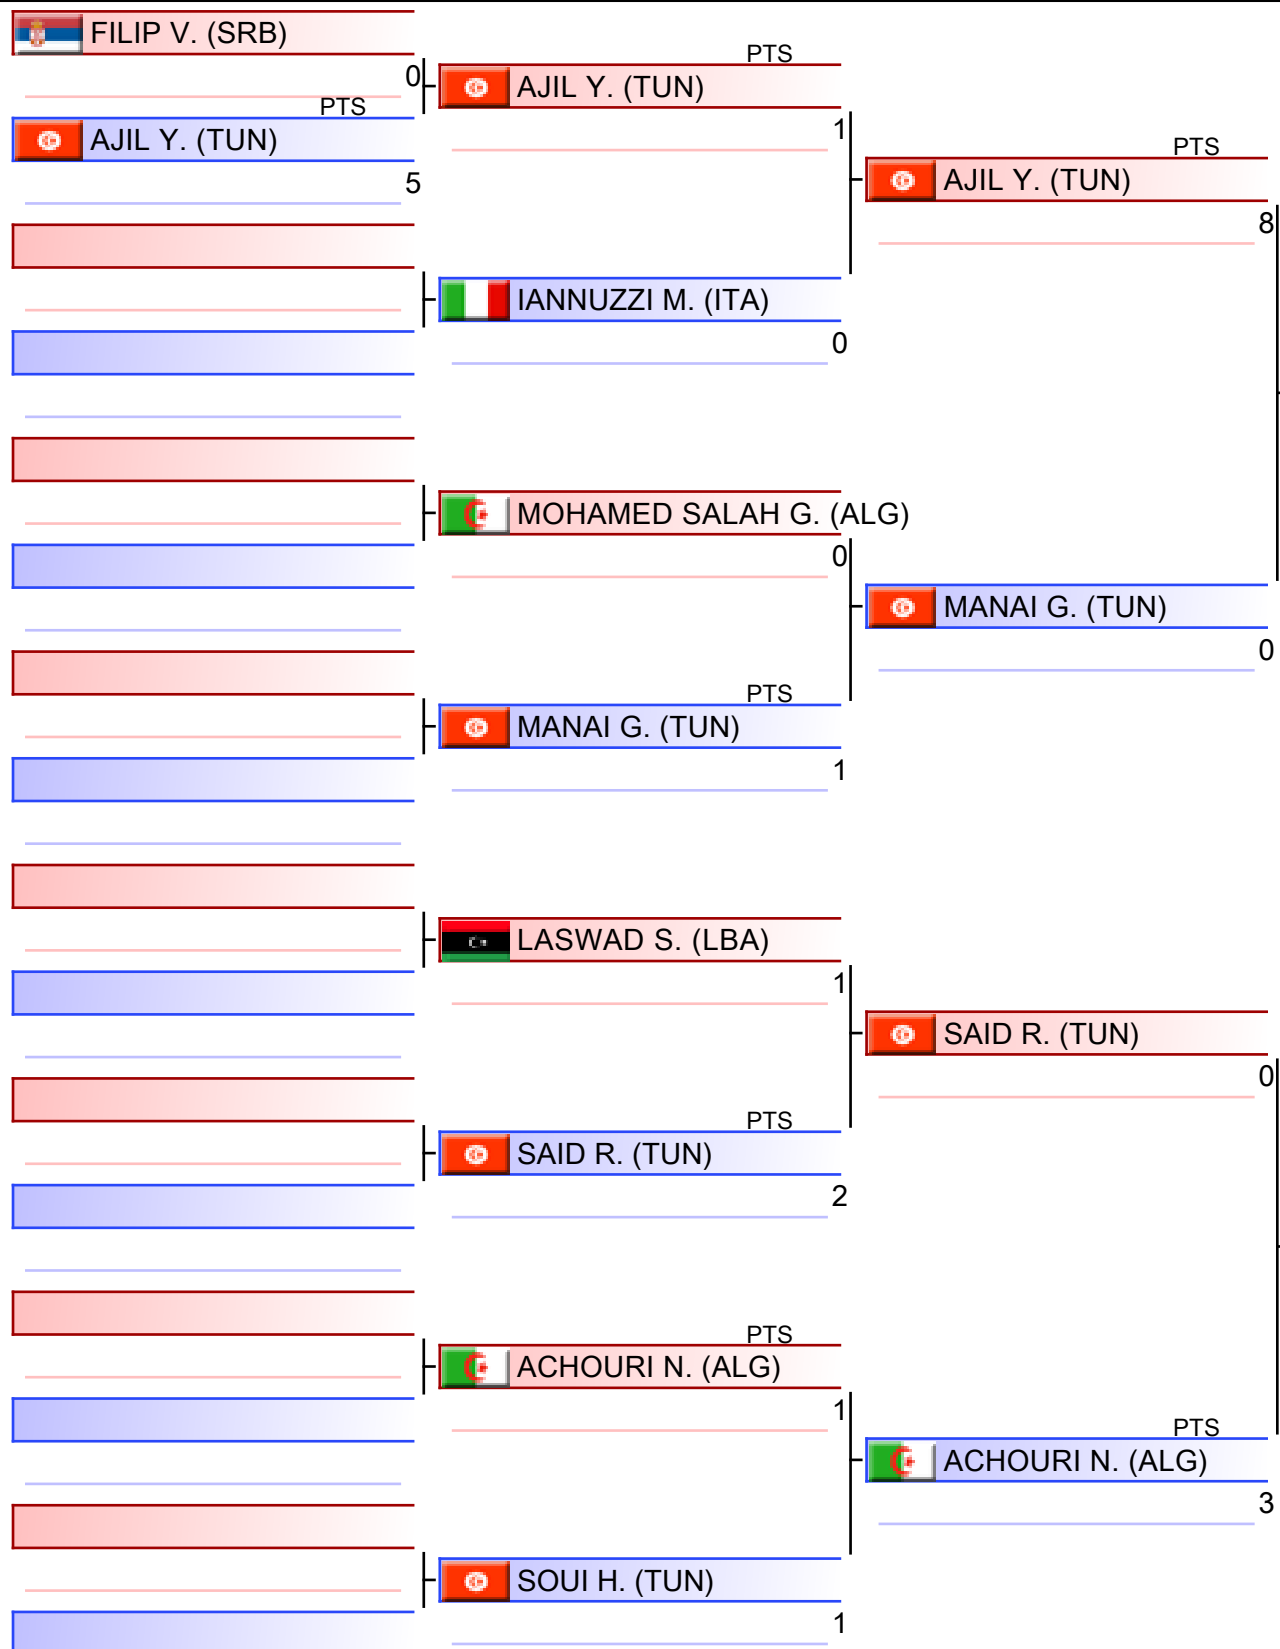 FILIP V. (SRB)
0
PTS
AJIL Y. (TUN)
5
PTS
AJIL Y. (TUN)
1
IANNUZZI M. (ITA)
0
MOHAMED SALAH G. (ALG)
0
PTS
MANAI G. (TUN)
1
LASWAD S. (LBA)
1
PTS
SAID R. (TUN)
2
PTS
ACHOURI N. (ALG)
1
SOUI H. (TUN)
1
PTS
AJIL Y. (TUN)
8
MANAI G. (TUN)
0
SAID R. (TUN)
0
PTS
ACHOURI N. (ALG)
3